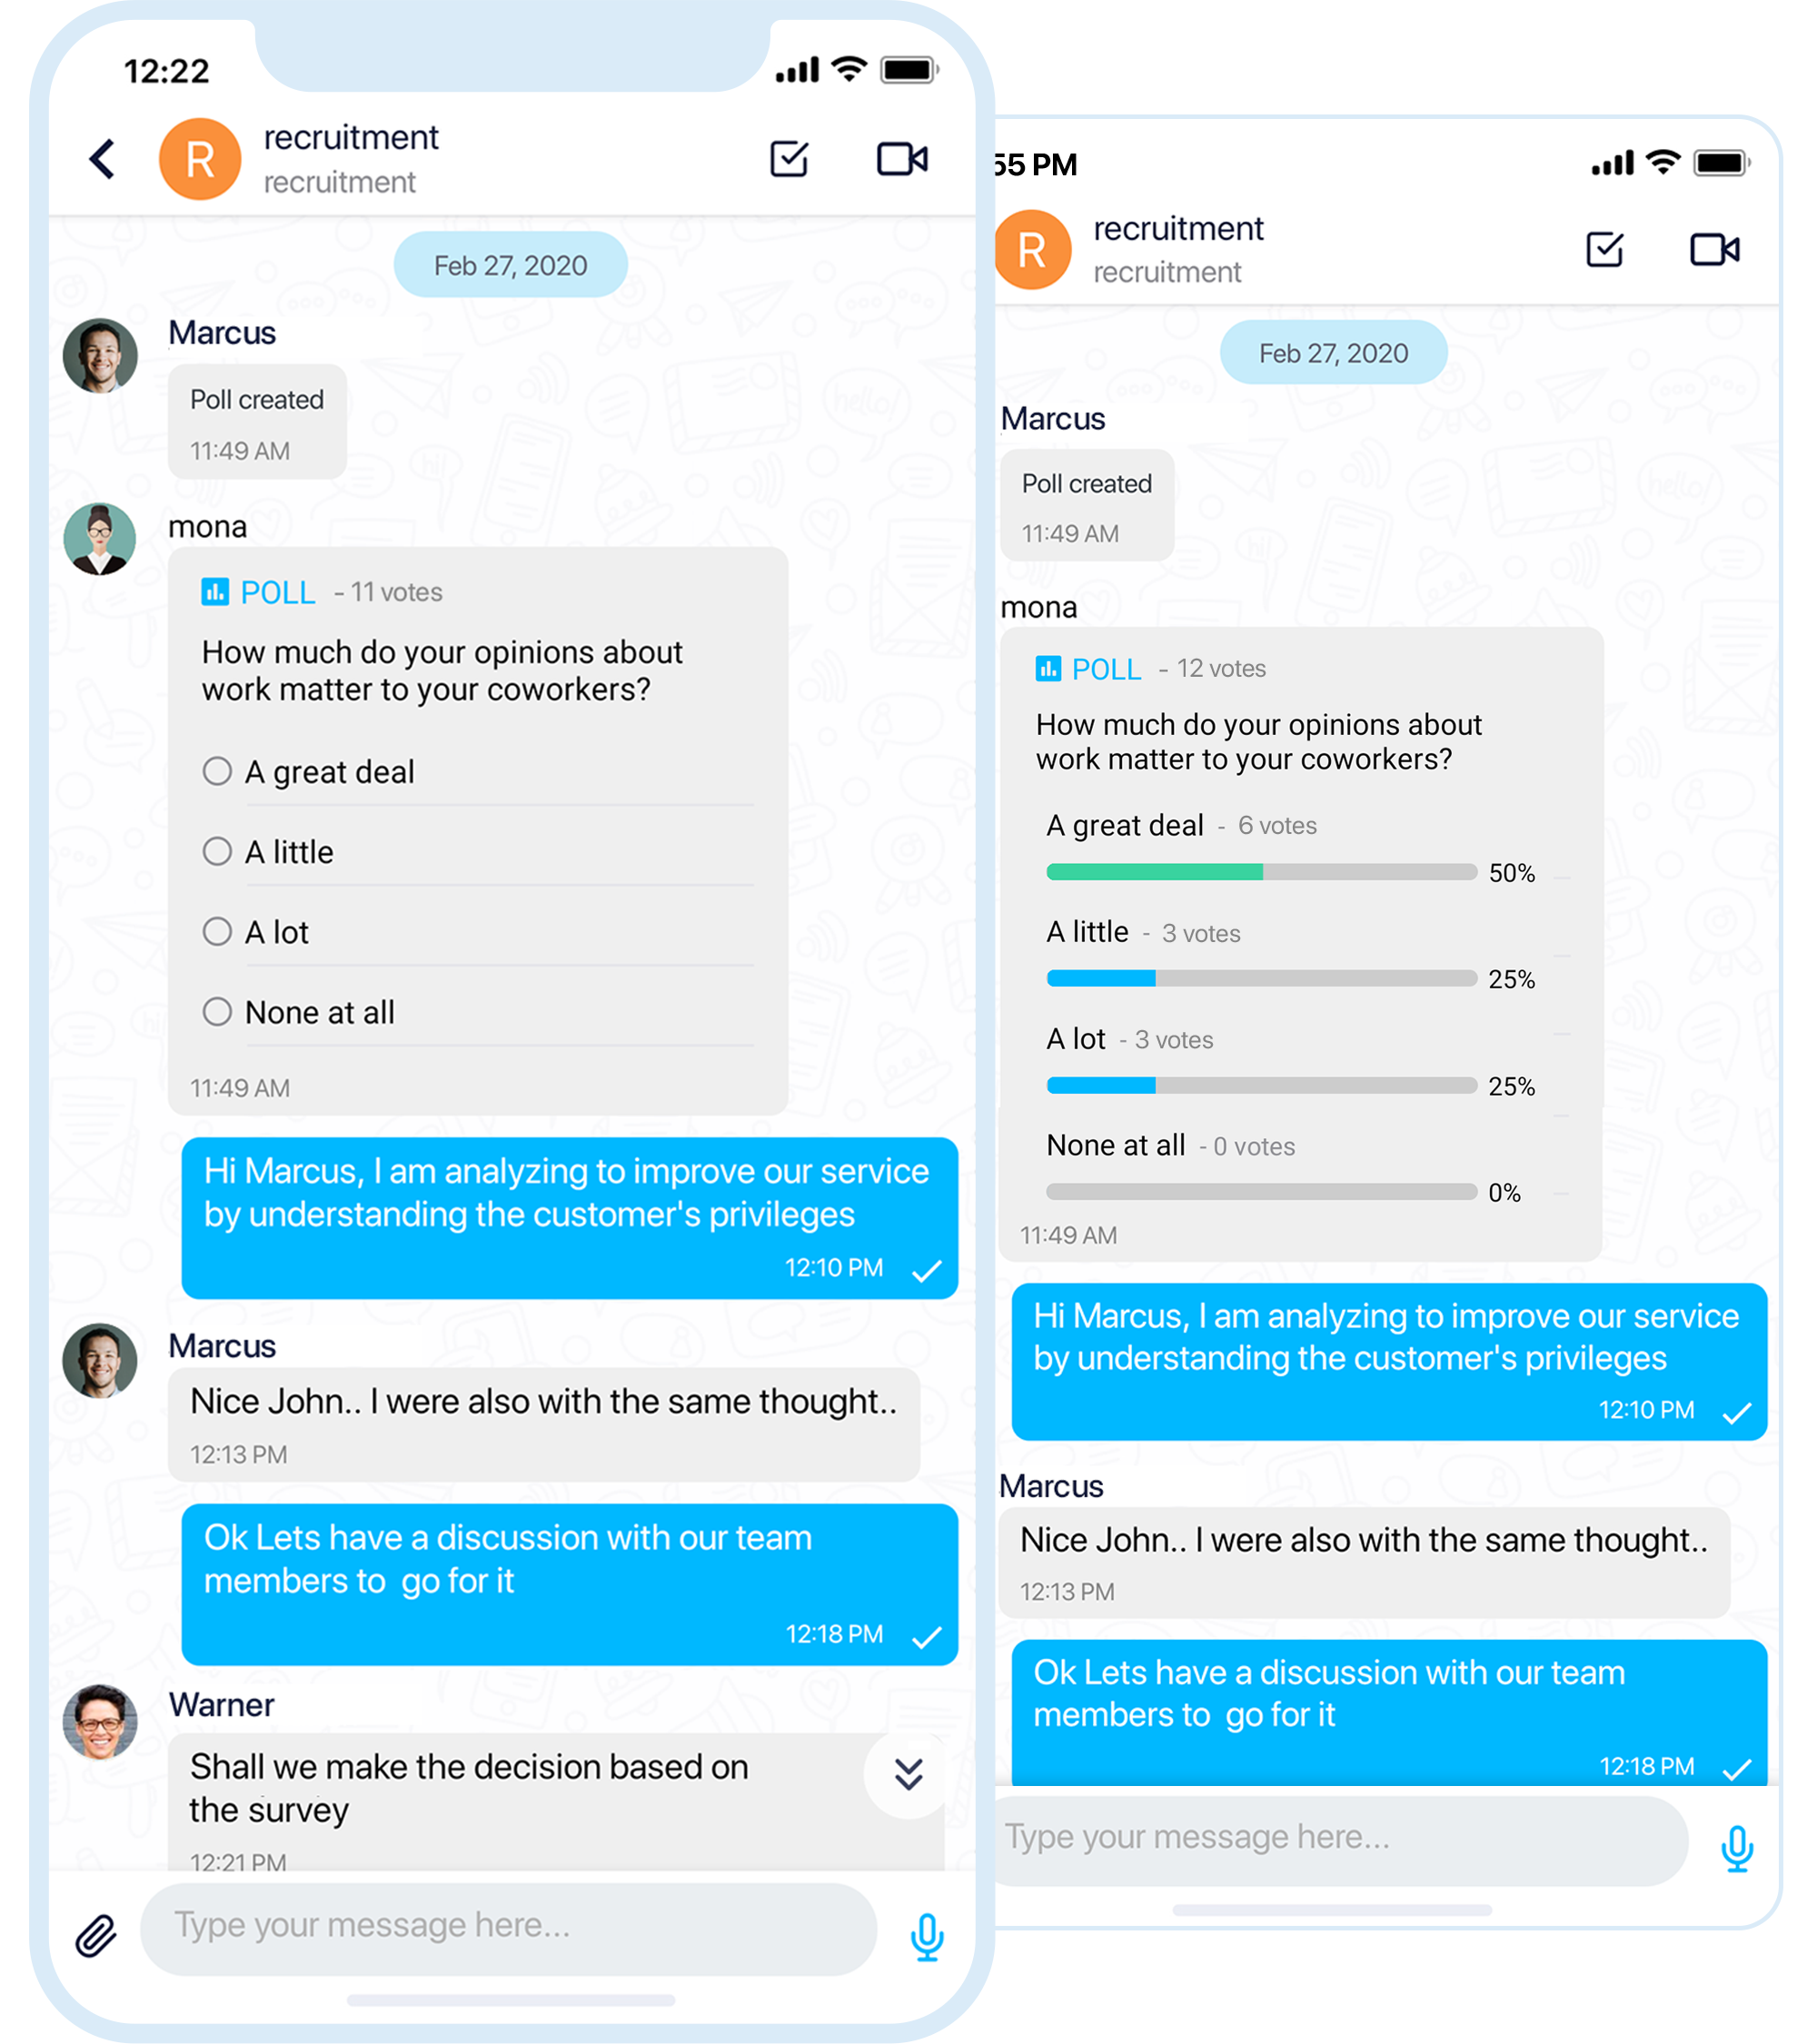 12:22
R
recruitment
recruitment
Feb 27, 2020
Marcus
Poll created
11:49 AM
mona
POLL - 11 votes
How much do your opinions about
work matter to your coworkers?
A great deal
A little
A lot
None at all
11:49 AM
Hi Marcus, I am analyzing to improve our service
by understanding the customer's privileges
12:10 PM
Marcus
Nice John.. I were also with the same thought..
12:13 PM
Ok Lets have a discussion with our team
members to  go for it
12:18 PM
Warner
Shall we make the decision based on
the survey
12:21 PM
Type your message here...
55 PM
R
recruitment
recruitment
Feb 27, 2020
Marcus
Poll created
11:49 AM
mona
POLL - 12 votes
How much do your opinions about
work matter to your coworkers?
A great deal - 6 votes
50%
A little - 3 votes
25%
A lot - 3 votes
25%
None at all - 0 votes
0%
11:49 AM
Hi Marcus, I am analyzing to improve our service
by understanding the customer's privileges
12:10 PM
Marcus
Nice John.. I were also with the same thought..
12:13 PM
Ok Lets have a discussion with our team
members to  go for it
12:18 PM
Type your message here...